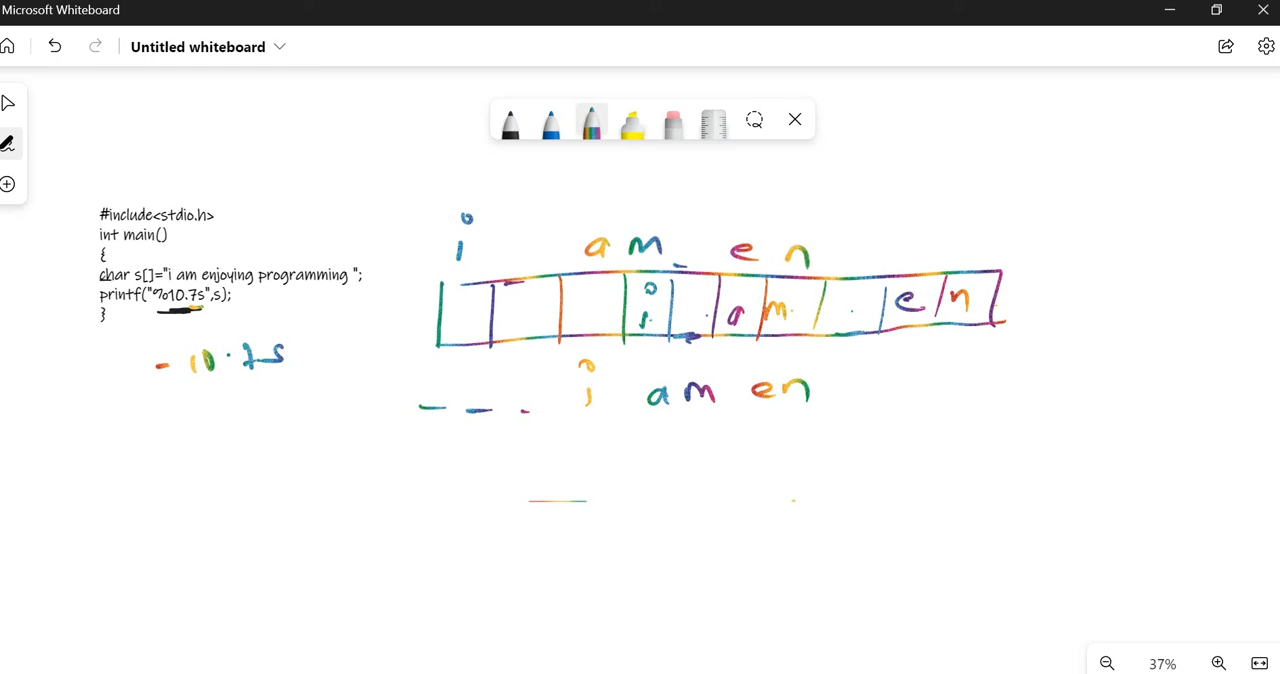 Microsoft Whiteboard
Untitled whiteboard
#include<stdio.h>
int main()
{
char s[]="i am enjoying programming ";
printf("%10.7s",s);
}
- 10.7s
i am en
i am en
i am en
37%